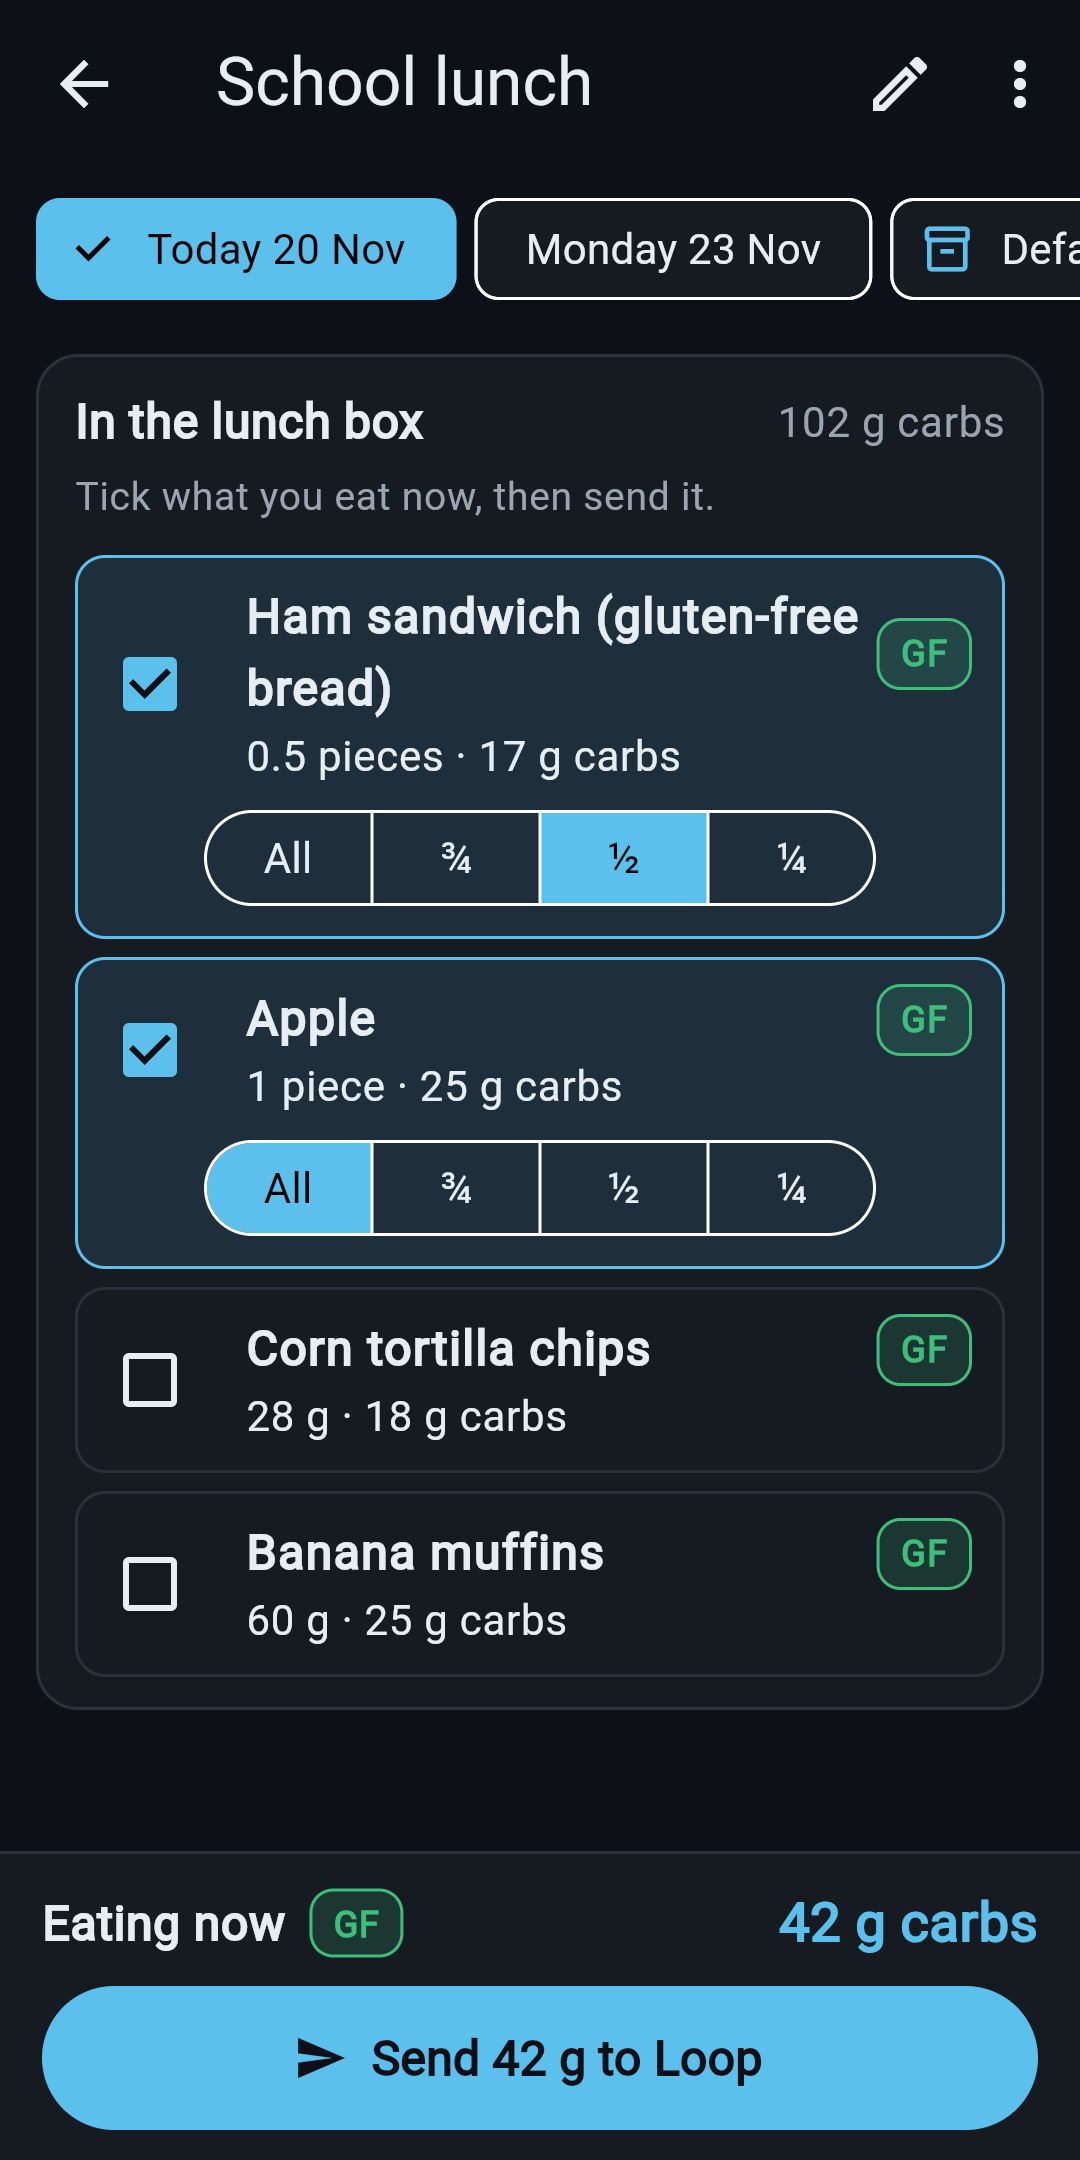 School lunch
Today 20 Nov
Monday 23 Nov
Defa
In the lunch box
102 g carbs
Tick what you eat now, then send it.
Ham sandwich (gluten-free
bread)
GF
0.5 pieces · 17 g carbs
All
¾
½
¼
Apple
GF
1 piece · 25 g carbs
All
¾
½
¼
Corn tortilla chips
GF
28 g · 18 g carbs
Banana muffins
GF
60 g · 25 g carbs
Eating now
GF
42 g carbs
Send 42 g to Loop